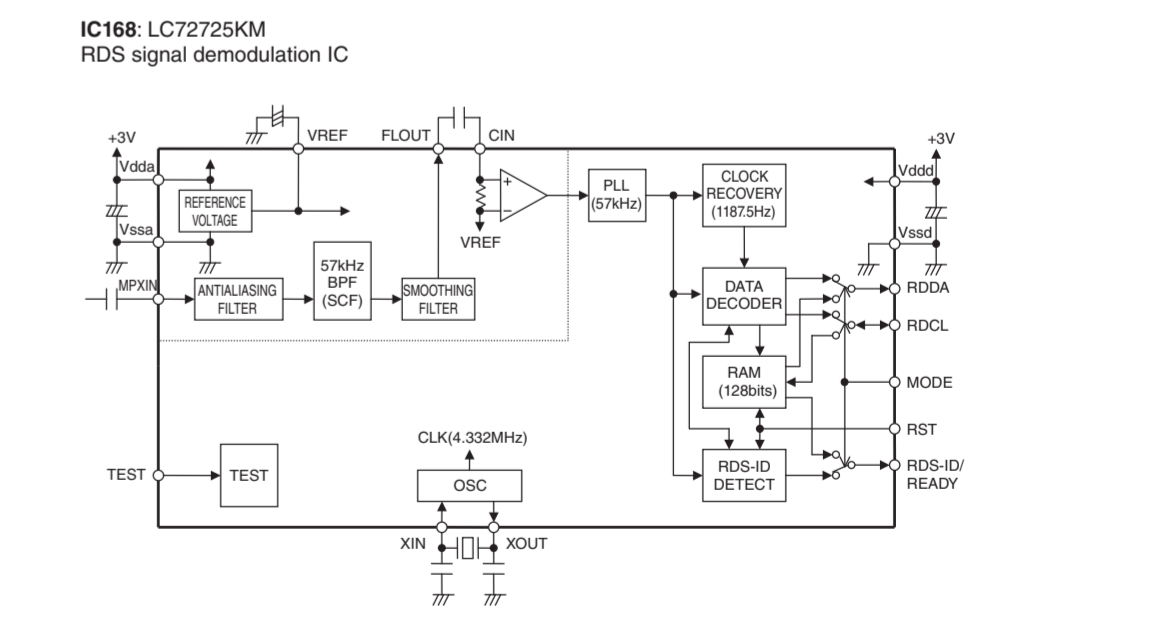 IC168: LC72725KM
RDS signal demodulation IC
+3V
VREF
FLOUT
CIN
+3V
Vdda
REFERENCE
VOLTAGE
Vssa
+
−
VREF
PLL
(57kHz)
CLOCK
RECOVERY
(1187.5Hz)
Vddd
Vssd
MPXIN
ANTIALIASING
FILTER
57kHz
BPF
(SCF)
SMOOTHING
FILTER
DATA
DECODER
RDDA
RDCL
RAM
(128bits)
MODE
RST
CLK(4.332MHz)
TEST
TEST
OSC
RDS-ID
DETECT
RDS-ID/
READY
XIN
XOUT